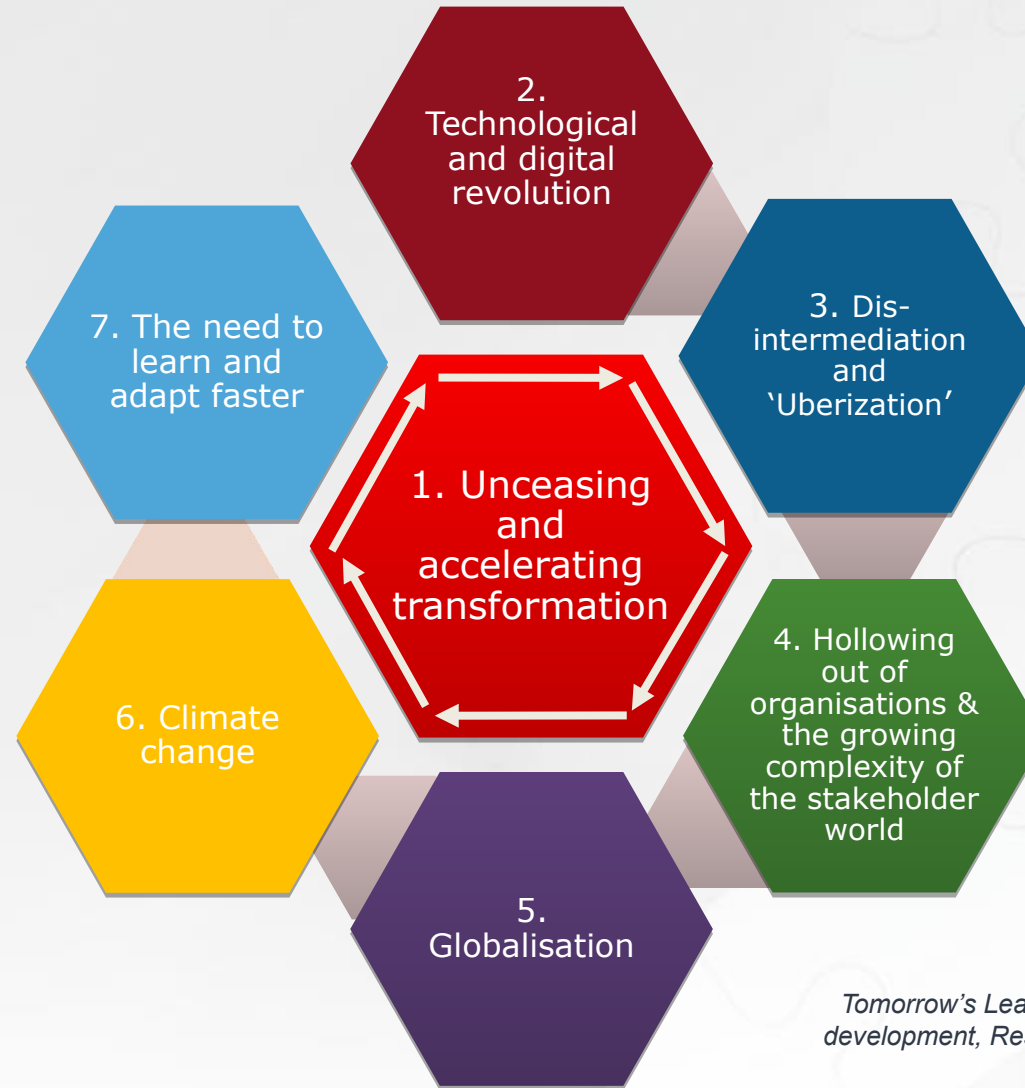 2.
Technological
and digital
revolution
7. The need to
learn and
adapt faster
3. Dis-
intermediation
and
‘Uberization’
1. Unceasing
and
accelerating
transformation
4. Hollowing
out of
organisations &
the growing
complexity of
the stakeholder
world
6. Climate
change
5.
Globalisation
Tomorrow’s
development,